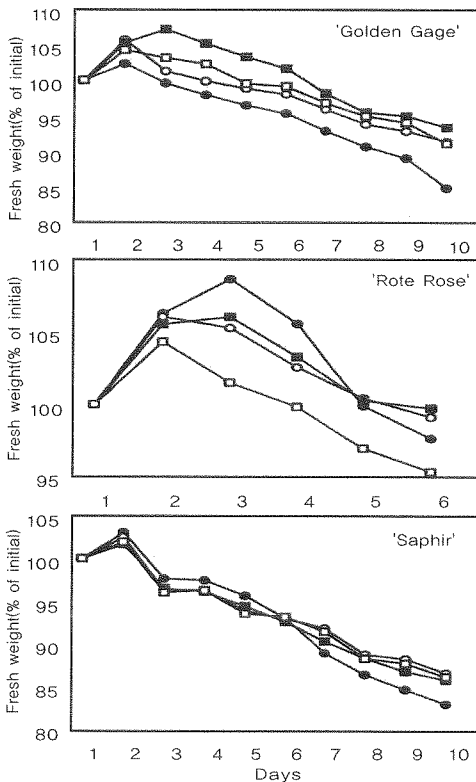 110
105
100
95
90
85
80
Fresh weight(% of initial)
'Golden Gage'
1 2 3 4 5 6 7 8 9 10
110
105
100
95
Fresh weight(% of initial)
'Rote Rose'
1 2 3 4 5 6
105
100
95
90
85
80
Fresh weight(% of initial)
'Saphir'
1 2 3 4 5 6 7 8 9 10
Days